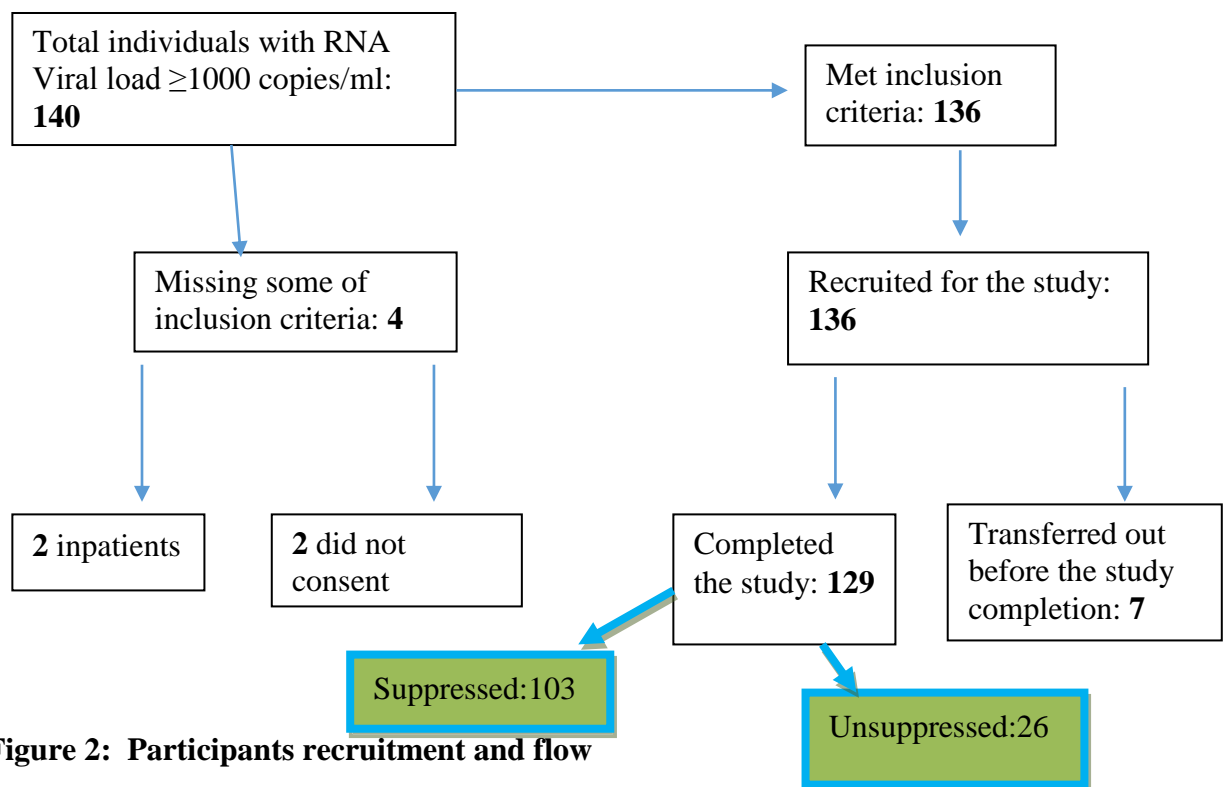 Total individuals with RNA
Viral load ≥1000 copies/ml:
140
Met inclusion
criteria: 136
Missing some of
inclusion criteria: 4
Recruited for the study:
136
2 inpatients
2 did not
consent
Completed
the study: 129
Transferred out
before the study
completion: 7
Suppressed:103
Unsuppressed:26
Figure 2: Participants recruitment and flow